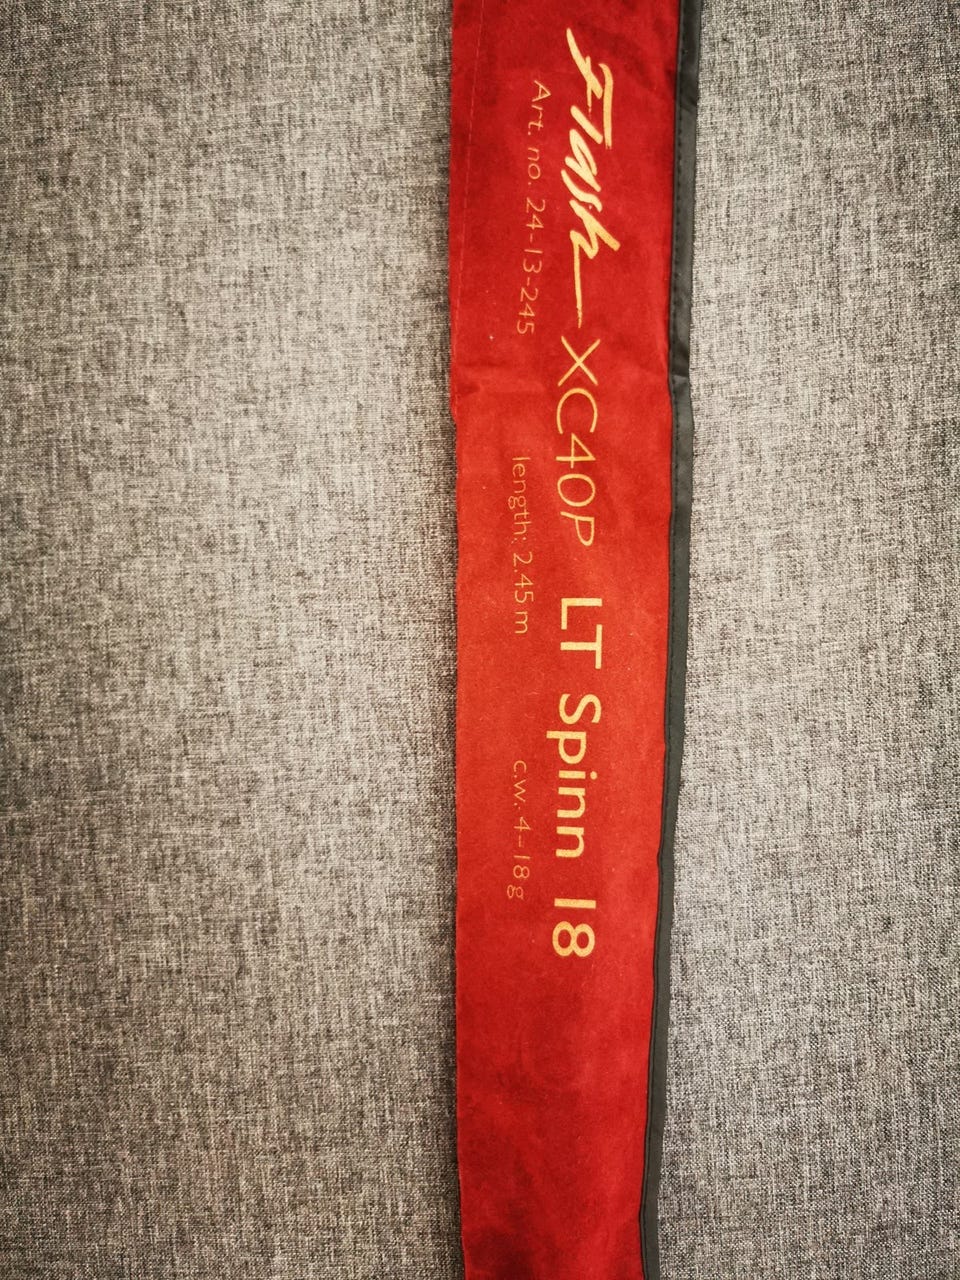 Flash XC40P LT Spinn 18
Art. no. 24-13-245 length: 2.45 m c.w. 4-18g